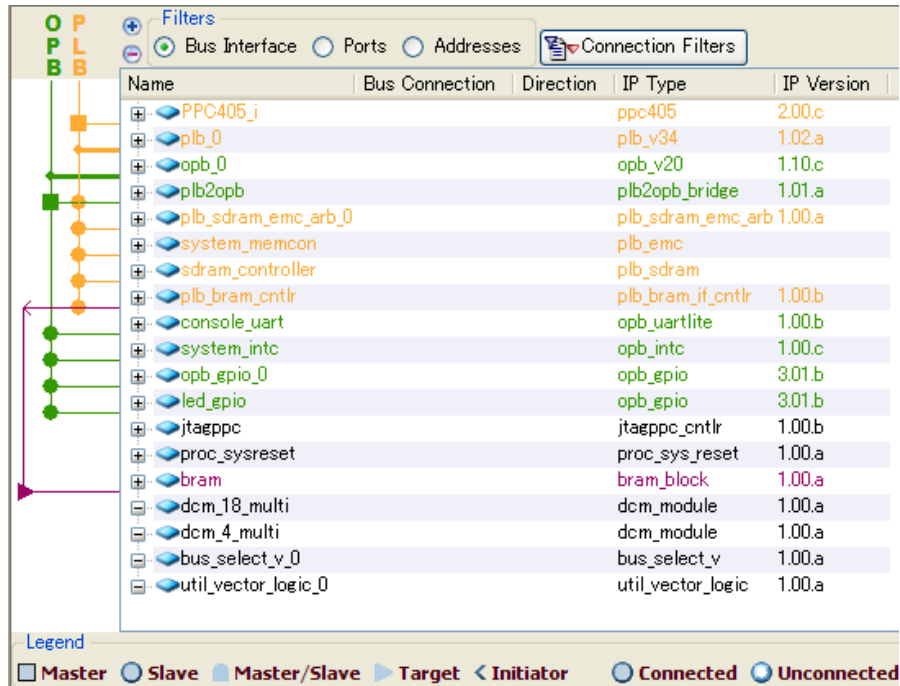 OPB PLB
Filters
Bus Interface Ports Addresses Connection Filters
Name Bus Connection Direction IP Type IP Version
PPC405_i ppc405 2.00.c
plb_0 plb_v34 1.02.a
opb_0 opb_v20 1.10.c
plb2opb plb2opb_bridge 1.01.a
plb_sdram_emc_arb_0 plb_sdram_emc_arb 1.00.a
system_memcon plb_emc
sdram_controller plb_sdram
plb_bram_cntlr plb_bram_if_cntlr 1.00.b
console_uart opb_uartlite 1.00.b
system_intc opb_intc 1.00.c
opb_gpio_0 opb_gpio 3.01.b
led_gpio opb_gpio 3.01.b
jtagppc jtagppc_cntlr 1.00.b
proc_sysreset proc_sys_reset 1.00.a
bram bram_block 1.00.a
dcm_18_multi dcm_module 1.00.a
dcm_4_multi dcm_module 1.00.a
bus_select_v_0 bus_select_v 1.00.a
util_vector_logic_0 util_vector_logic 1.00.a
Legend
Master Slave Master/Slave Target Initiator Connected Unconnected